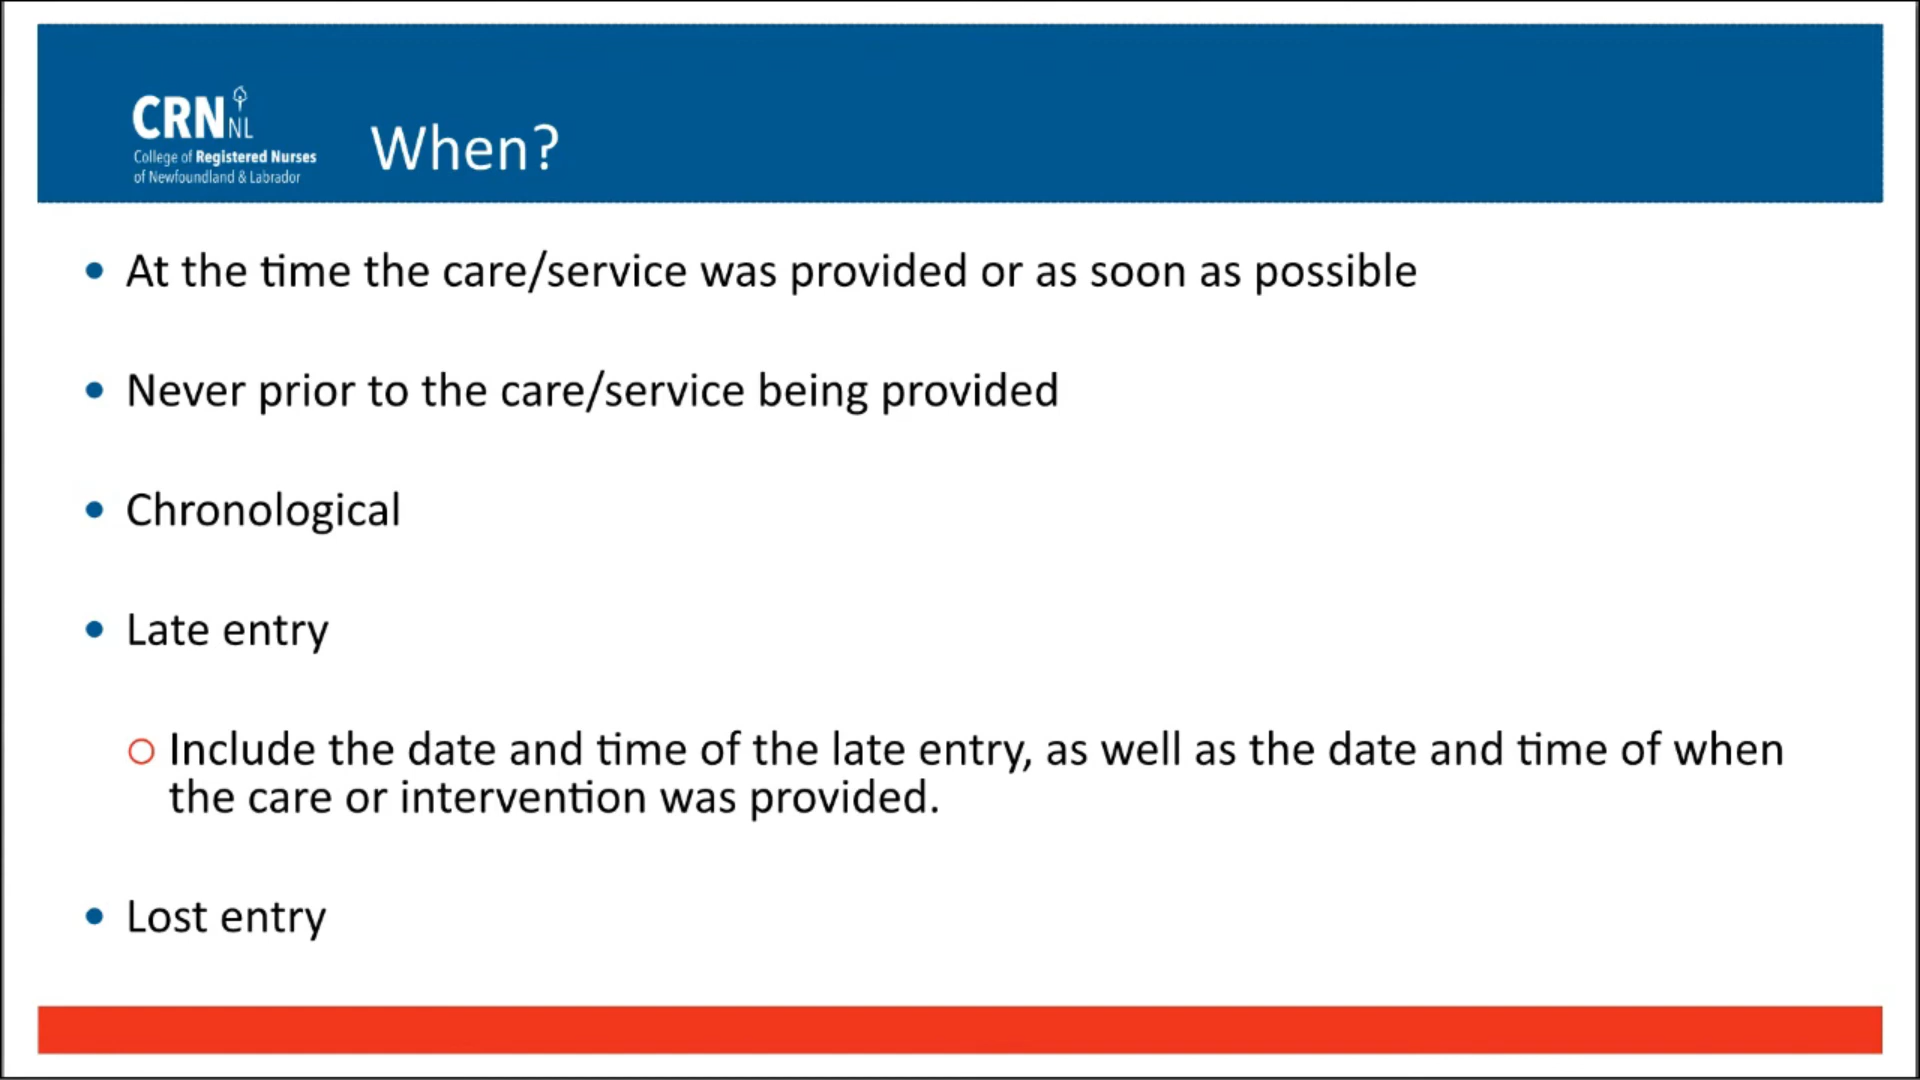 CRN NL
College of Registered Nurses
of Newfoundland & Labrador
When?
• At the time the care/service was provided or as soon as possible
• Never prior to the care/service being provided
• Chronological
• Late entry
○ Include the date and time of the late entry, as well as the date and time of when
the care or intervention was provided.
• Lost entry